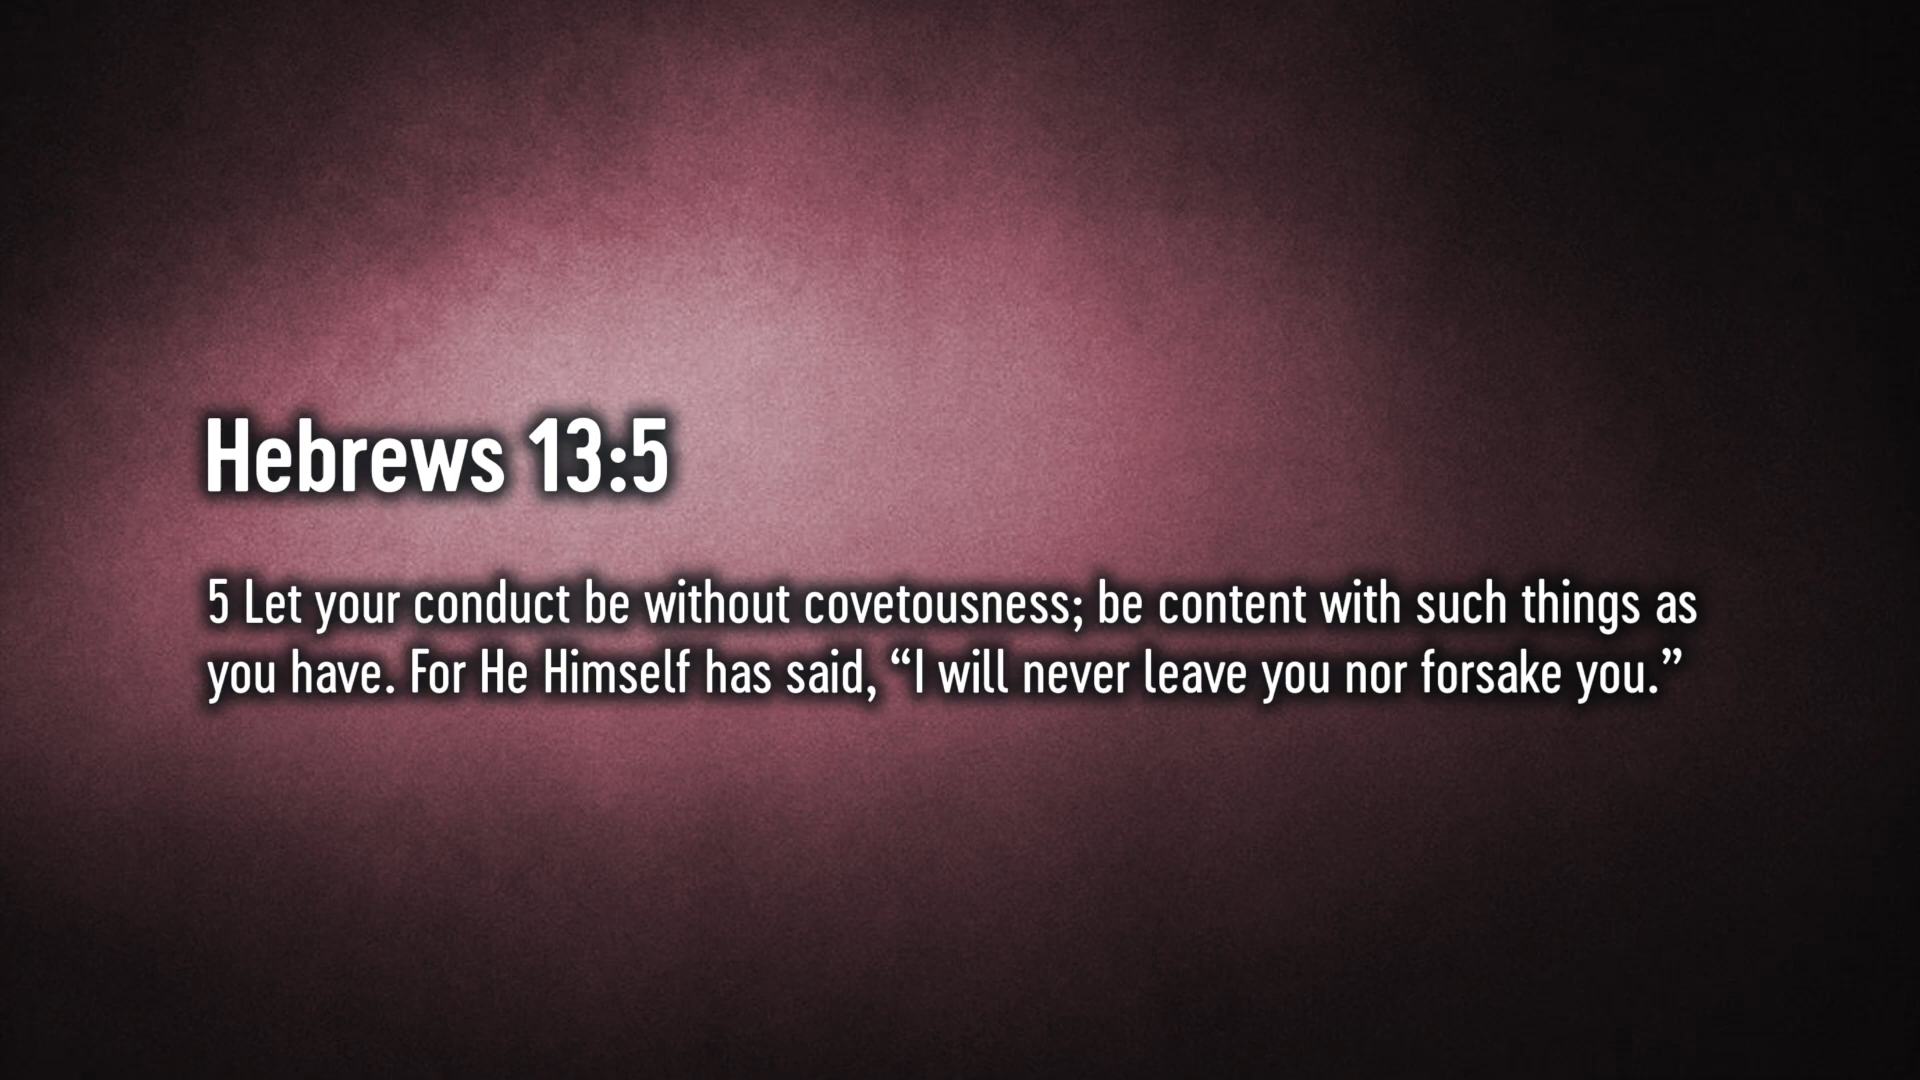 Hebrews 13:5
5 Let your conduct be without covetousness; be content with such things as
you have. For He Himself has said, “I will never leave you nor forsake you.”